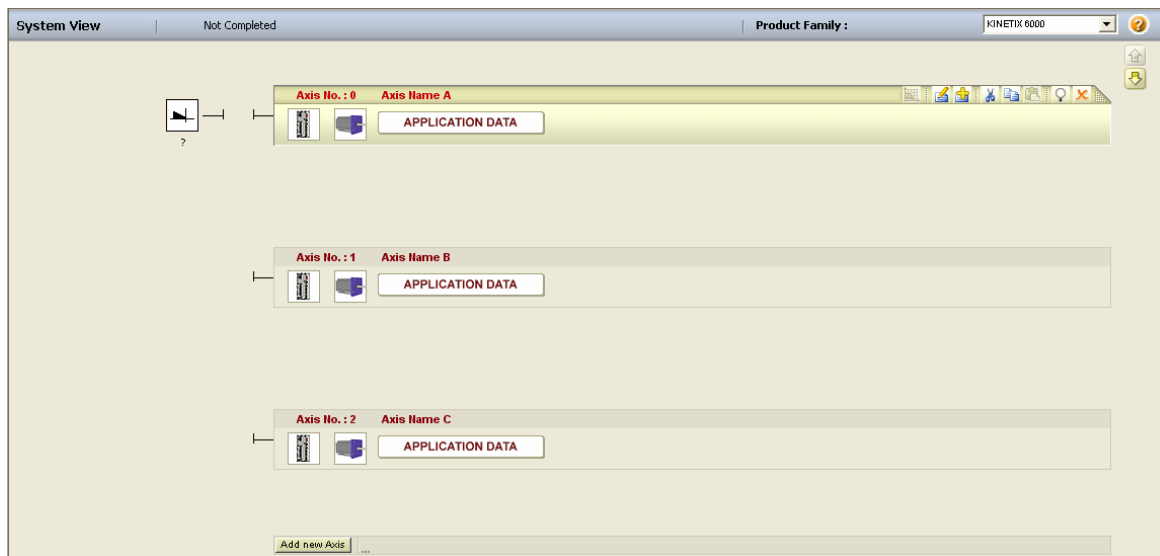 System View Not Completed Product Family : KINETIX 6000
Axis No. : 0 Axis Name A
APPLICATION DATA
?
Axis No. : 1 Axis Name B
APPLICATION DATA
Axis No. : 2 Axis Name C
APPLICATION DATA
Add new Axis ...